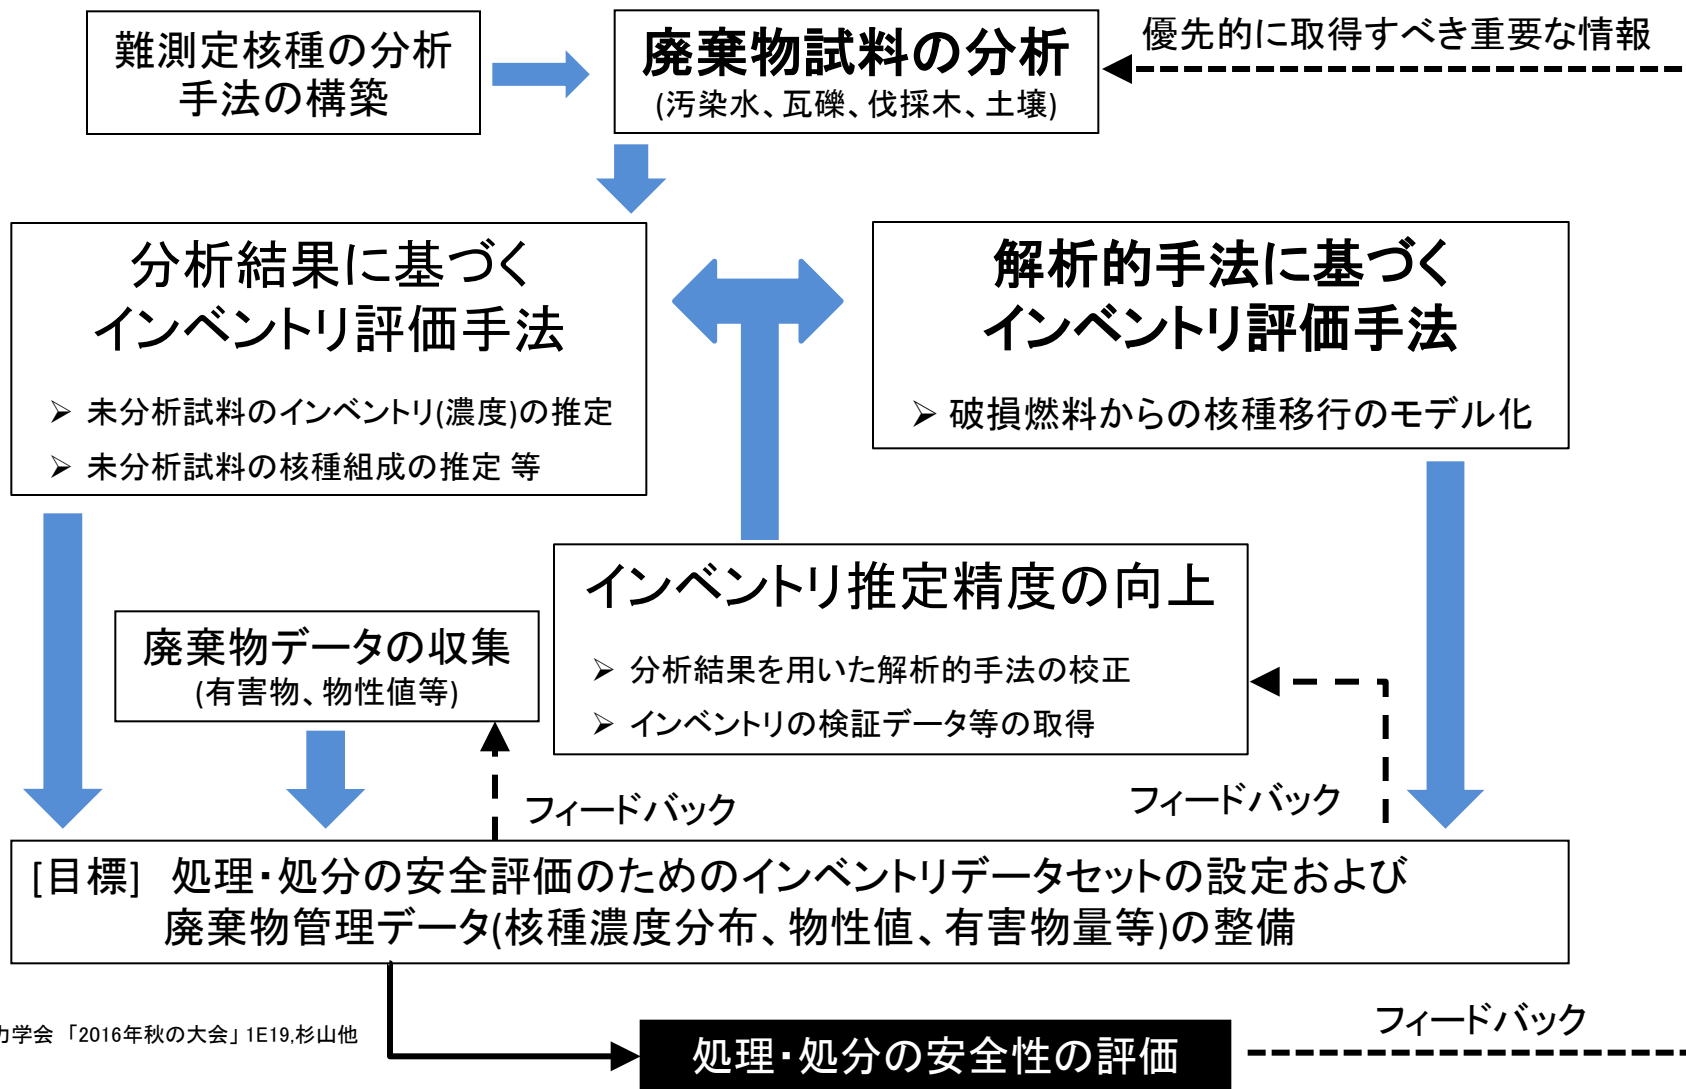 難測定核種の分析
手法の構築
廃棄物試料の分析
(汚染水、瓦礫、伐採木、土壌)
優先的に取得すべき重要な情報
分析結果に基づく
インベントリ評価手法
➢ 未分析試料のインベントリ(濃度)の推定
➢ 未分析試料の核種組成の推定 等
解析的手法に基づく
インベントリ評価手法
➢ 破損燃料からの核種移行のモデル化
インベントリ推定精度の向上
➢ 分析結果を用いた解析的手法の校正
➢ インベントリの検証データ等の取得
廃棄物データの収集
(有害物、物性値等)
フィードバック
フィードバック
[目標] 処理・処分の安全評価のためのインベントリデータセットの設定および
廃棄物管理データ(核種濃度分布、物性値、有害物量等)の整備
力学会 「2016年秋の大会」 1E19,杉山他
処理・処分の安全性の評価
フィードバック